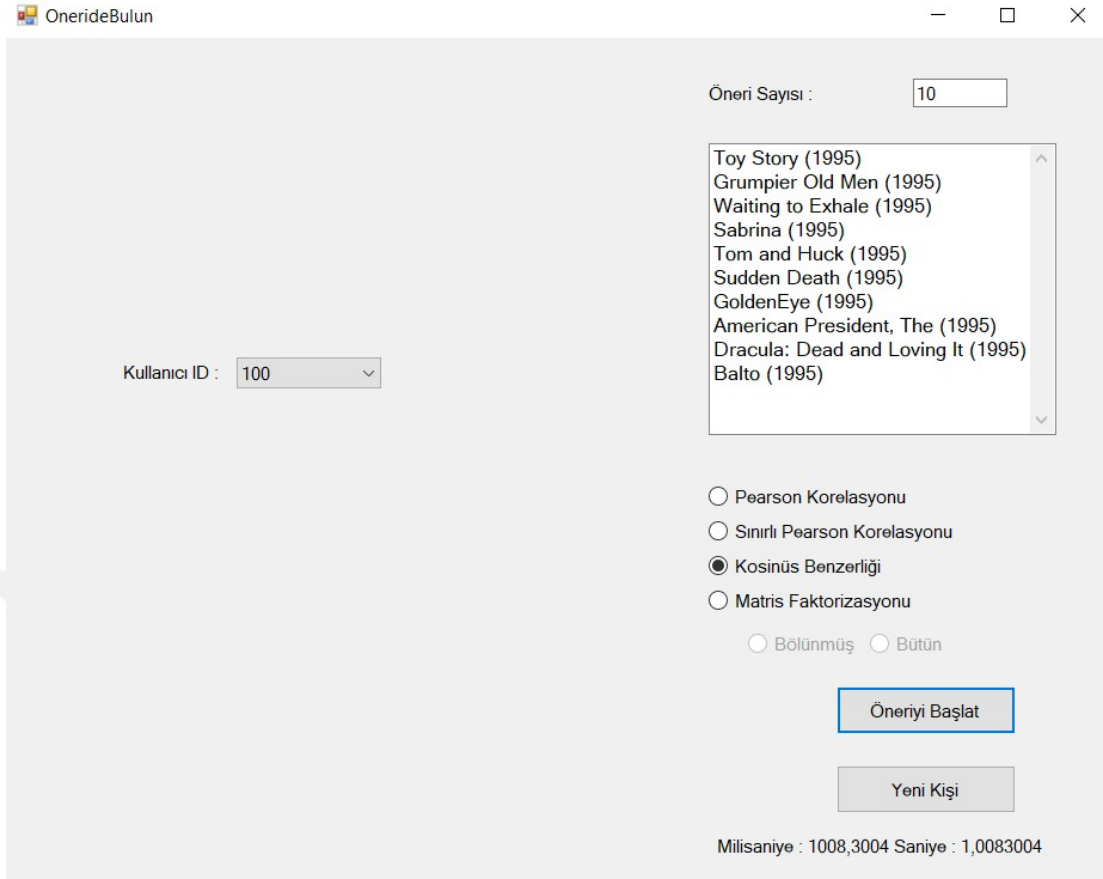 OnerideBulun
Öneri Sayısı : 10
Toy Story (1995)
Grumpier Old Men (1995)
Waiting to Exhale (1995)
Sabrina (1995)
Tom and Huck (1995)
Sudden Death (1995)
GoldenEye (1995)
American President, The (1995)
Dracula: Dead and Loving It (1995)
Balto (1995)
Kullanıcı ID : 100
Pearson Korelasyonu
Sınırlı Pearson Korelasyonu
Kosinüs Benzerliği
Matris Faktorizasyonu
Bölünmüş Bütün
Öneriyi Başlat
Yeni Kişi
Milisaniye : 1008,3004 Saniye : 1,0083004